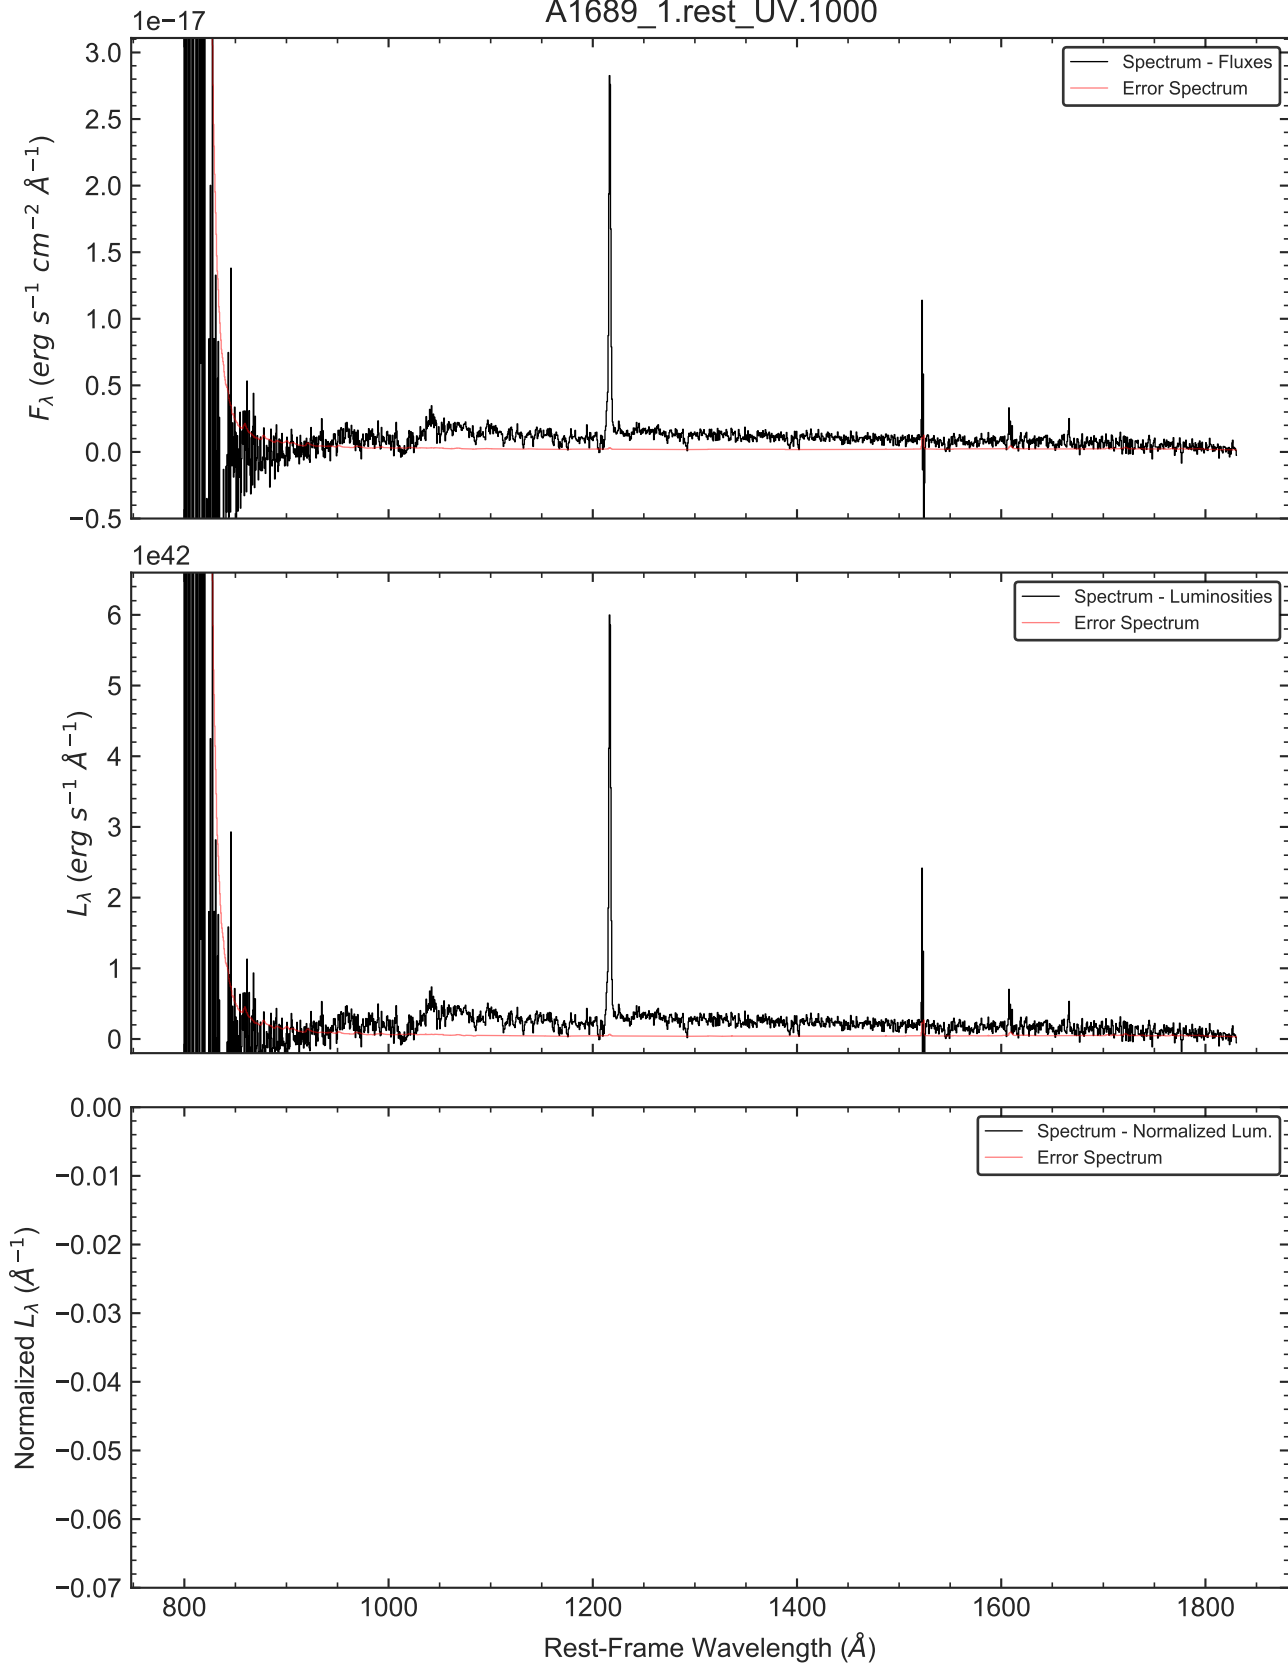 A1689_1.rest_UV.1000
1e−17
3.0
2.5
2.0
1.5
1.0
0.5
0.0
−0.5
Fλ (erg s⁻¹ cm⁻² Å⁻¹)
Spectrum - Fluxes
Error Spectrum
1e42
6
5
4
3
2
1
0
Lλ (erg s⁻¹ Å⁻¹)
Spectrum - Luminosities
Error Spectrum
0.00
−0.01
−0.02
−0.03
−0.04
−0.05
−0.06
−0.07
Normalized Lλ (Å⁻¹)
Spectrum - Normalized Lum.
Error Spectrum
800 1000 1200 1400 1600 1800
Rest-Frame Wavelength (Å)